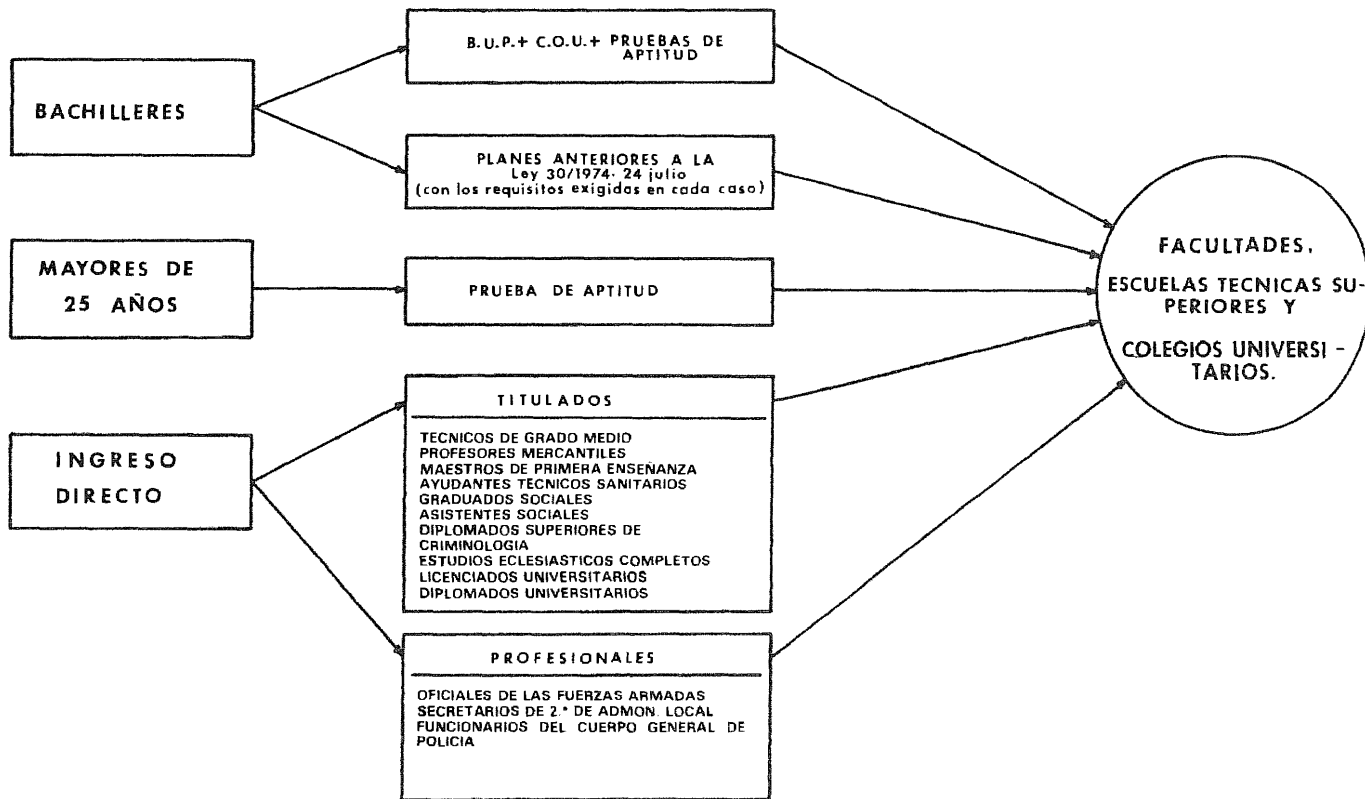 BACHILLERES
B.U.P.+ C.O.U.+ PRUEBAS DE
APTITUD
PLANES ANTERIORES A LA
Ley 30/1974. 24 julio
(con los requisitos exigidas en cada caso)
MAYORES DE
25 AÑOS
PRUEBA DE APTITUD
INGRESO
DIRECTO
TITULADOS
TECNICOS DE GRADO MEDIO
PROFESORES MERCANTILES
MAESTROS DE PRIMERA ENSEÑANZA
AYUDANTES TECNICOS SANITARIOS
GRADUADOS SOCIALES
ASISTENTES SOCIALES
DIPLOMADOS SUPERIORES DE
CRIMINOLOGIA
ESTUDIOS ECLESIASTICOS COMPLETOS
LICENCIADOS UNIVERSITARIOS
DIPLOMADOS UNIVERSITARIOS
PROFESIONALES
OFICIALES DE LAS FUERZAS ARMADAS
SECRETARIOS DE 2.ª DE ADMON. LOCAL
FUNCIONARIOS DEL CUERPO GENERAL DE
POLICIA
FACULTADES,
ESCUELAS TECNICAS SU-
PERIORES Y
COLEGIOS UNIVERSI-
TARIOS.